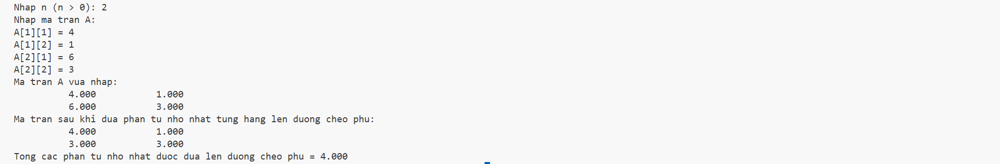 Nhap n (n > 0): 2
Nhap ma tran A:
A[1][1] = 4
A[1][2] = 1
A[2][1] = 6
A[2][2] = 3
Ma tran A vua nhap:
4.000 1.000
6.000 3.000
Ma tran sau khi dua phan tu nho nhat tung hang len duong cheo phu:
4.000 1.000
3.000 3.000
Tong cac phan tu nho nhat duoc dua len duong cheo phu = 4.000